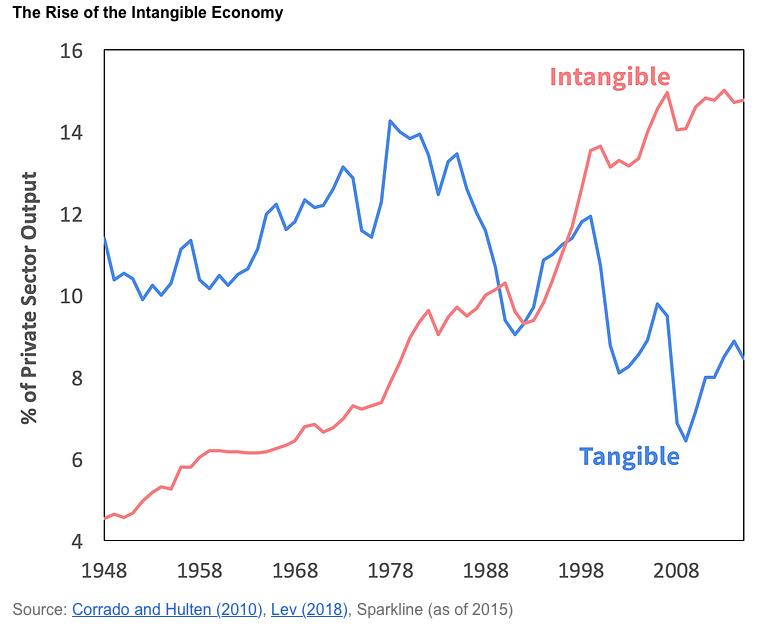 The Rise of the Intangible Economy
16
Intangible
14
12
10
8
6
4
% of Private Sector Output
Tangible
1948 1958 1968 1978 1988 1998 2008
Source: Corrado and Hulten (2010), Lev (2018), Sparkline (as of 2015)